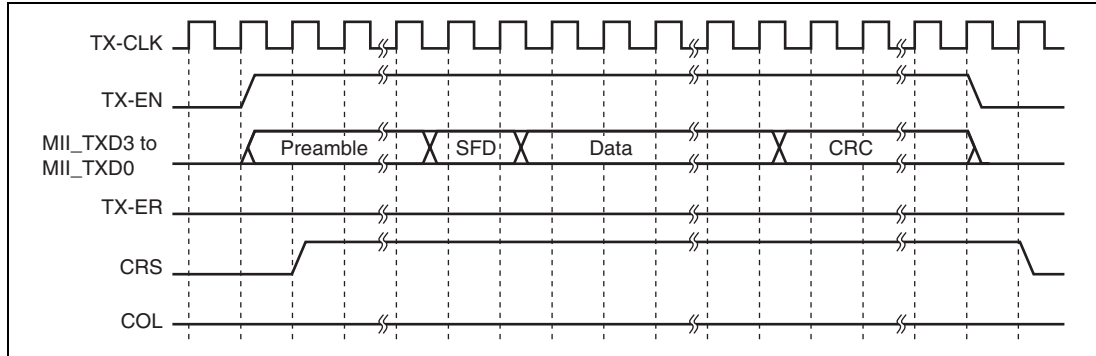 TX-CLK
TX-EN
MII_TXD3 to
MII_TXD0
Preamble
SFD
Data
CRC
TX-ER
CRS
COL